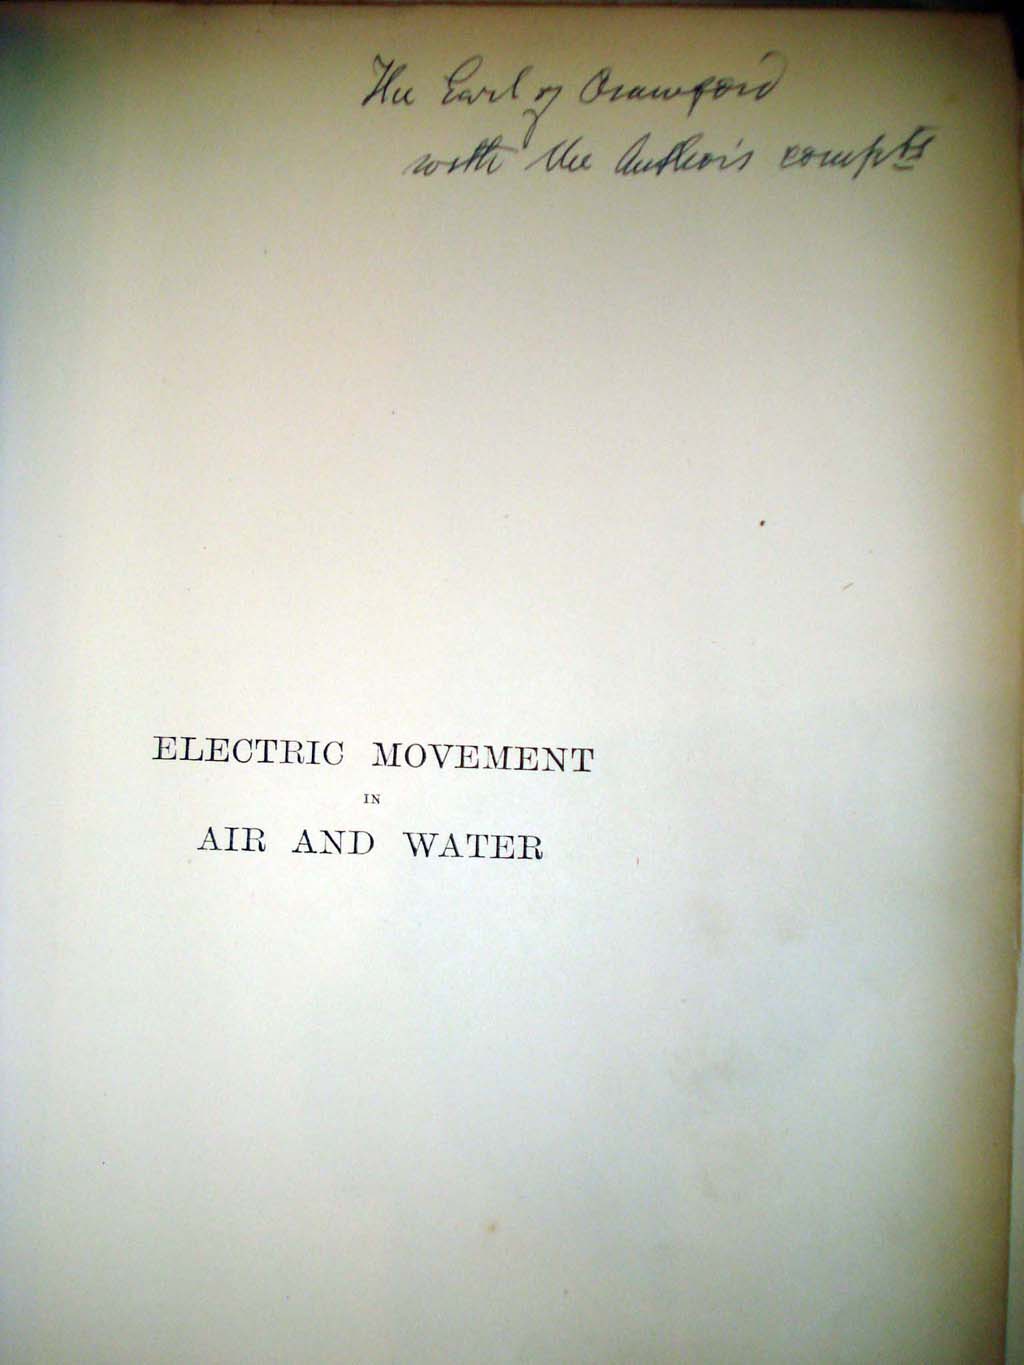 The Earl of Crawford
with the Author's compts
ELECTRIC MOVEMENT
IN
AIR AND WATER